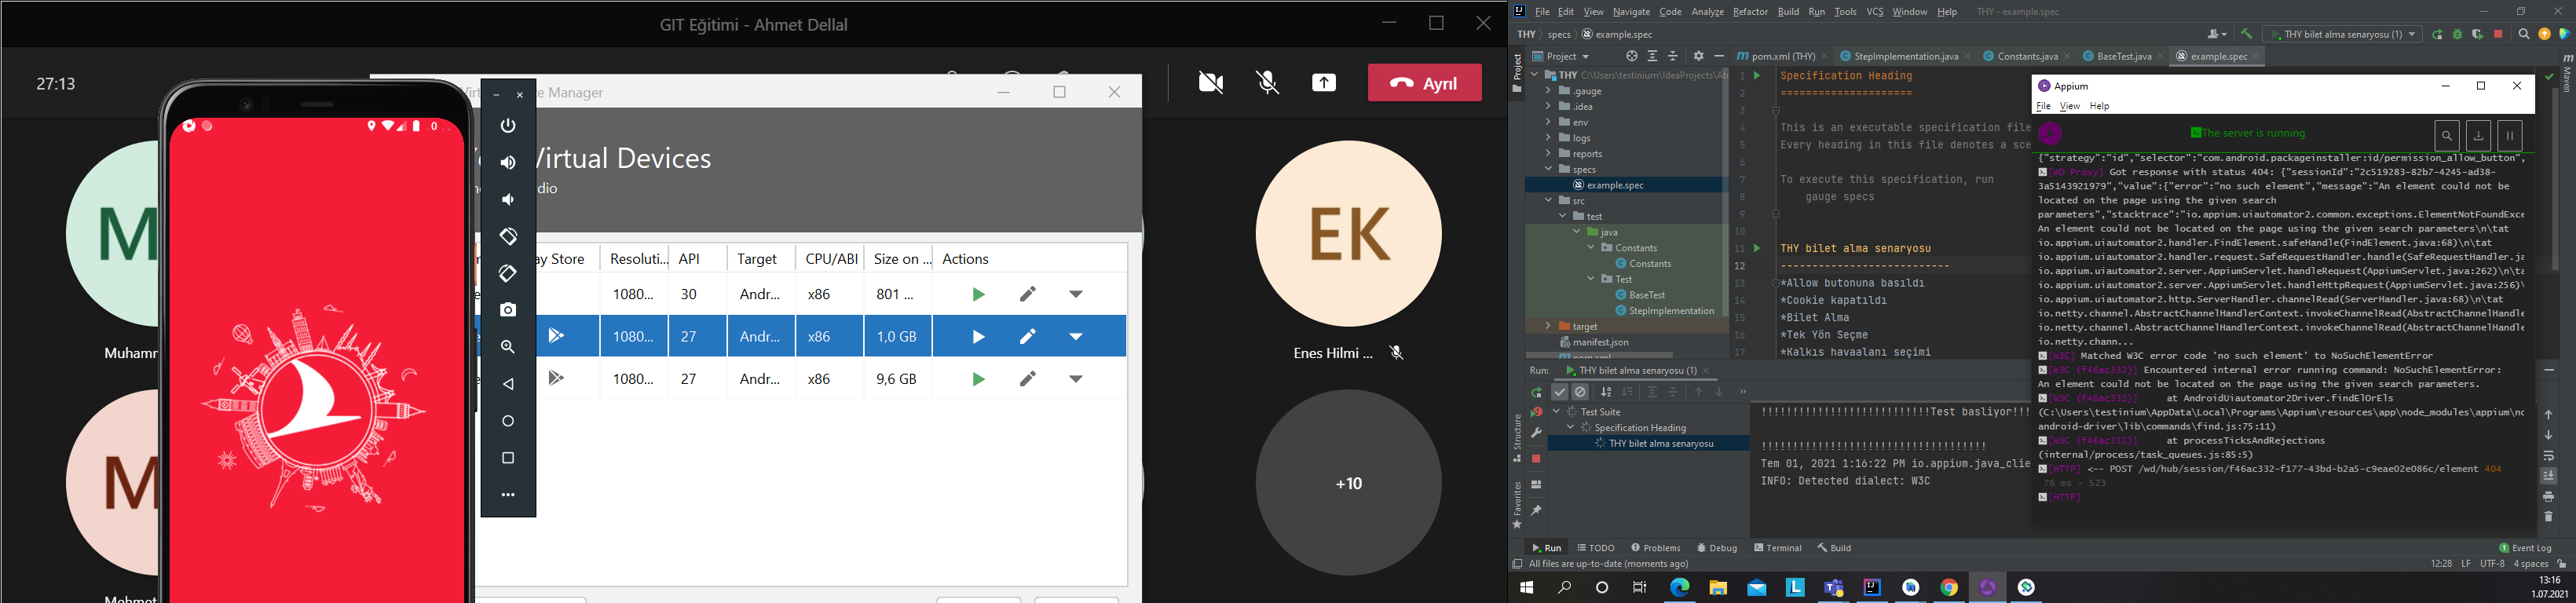 GIT Eğitimi - Ahmet Dellal
27:13
Ayrıl
e Manager
Virtual Devices
dio
ay Store Resoluti... API Target CPU/ABI Size on ... Actions
1080... 30 Andr... x86 801 ...
1080... 27 Andr... x86 1,0 GB
1080... 27 Andr... x86 9,6 GB
M
Muhamm
M
Mehmet
EK
Enes Hilmi ...
+10
File Edit View Navigate Code Analyze Refactor Build Run Tools VCS Window Help THY - example.spec
THY specs example.spec
THY bilet alma senaryosu (1)
Project
pom.xml (THY) StepImplementation.java Constants.java BaseTest.java example.spec
Project
Maven
THY C:\Users\testinium\IdeaProjects\Atr
.gauge
.idea
env
logs
reports
specs
example.spec
src
test
java
Constants
Constants
Test
BaseTest
StepImplementation
target
manifest.json
pom.xml
1 Specification Heading
2 =====================
3
4 This is an executable specification file
5 Every heading in this file denotes a sce
6
7 To execute this specification, run
8 gauge specs
9
10
11 THY bilet alma senaryosu
12 ---------------------------
13 *Allow butonuna basıldı
14 *Cookie kapatıldı
15 *Bilet Alma
16 *Tek Yön Seçme
17 *Kalkış havaalanı seçimi
Appium
File View Help
The server is running
{"strategy":"id","selector":"com.android.packageinstaller:id/permission_allow_button",
[WD Proxy] Got response with status 404: {"sessionId":"2c519283-82b7-4245-ad38-
3a5143921979","value":{"error":"no such element","message":"An element could not be
located on the page using the given search
parameters","stacktrace":"io.appium.uiautomator2.common.exceptions.ElementNotFoundExce
An element could not be located on the page using the given search parameters\n\tat
io.appium.uiautomator2.handler.FindElement.safeHandle(FindElement.java:68)\n\tat
io.appium.uiautomator2.handler.request.SafeRequestHandler.handle(SafeRequestHandler.ja
io.appium.uiautomator2.server.AppiumServlet.handleRequest(AppiumServlet.java:262)\n\ta
io.appium.uiautomator2.server.AppiumServlet.handleHttpRequest(AppiumServlet.java:256)\
io.appium.uiautomator2.http.ServerHandler.channelRead(ServerHandler.java:68)\n\tat
io.netty.channel.AbstractChannelHandlerContext.invokeChannelRead(AbstractChannelHandle
io.netty.channel.AbstractChannelHandlerContext.invokeChannelRead(AbstractChannelHandle
io.netty.chann...
[W3C] Matched W3C error code 'no such element' to NoSuchElementError
[W3C (f46ac332)] Encountered internal error running command: NoSuchElementError:
An element could not be located on the page using the given search parameters.
[W3C (f46ac332)] at AndroidUiautomator2Driver.findElOrEls
(C:\Users\testinium\AppData\Local\Programs\Appium\resources\app\node_modules\appium\no
android-driver\lib\commands\find.js:75:11)
[W3C (f46ac332)] at processTicksAndRejections
(internal/process/task_queues.js:85:5)
[HTTP] <-- POST /wd/hub/session/f46ac332-f177-43bd-b2a5-c9eae02e086c/element 404
76 ms - 523
[HTTP]
Run: THY bilet alma senaryosu (1)
Test Suite
Specification Heading
THY bilet alma senaryosu
!!!!!!!!!!!!!!!!!!!!!!!!!!!Test basliyor!!!
!!!!!!!!!!!!!!!!!!!!!!!!!!!!!!!!!!!!
Tem 01, 2021 1:16:22 PM io.appium.java_clie
INFO: Detected dialect: W3C
Structure
Favorites
Run TODO Problems Debug Terminal Build
1 Event Log
All files are up-to-date (moments ago)
12:28 LF UTF-8 4 spaces
13:16
1.07.2021